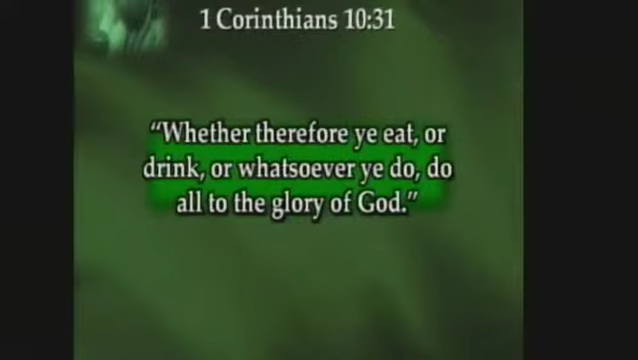 1 Corinthians 10:31
“Whether therefore ye eat, or
drink, or whatsoever ye do, do
all to the glory of God.”